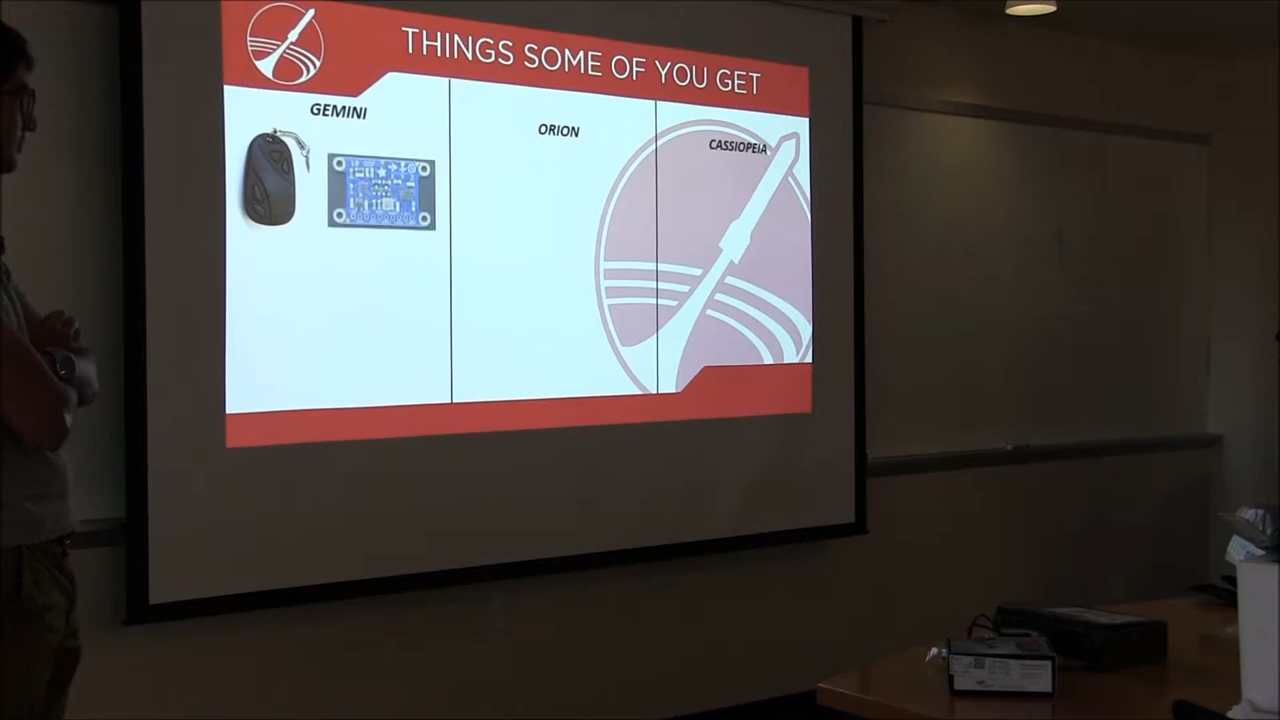 THINGS SOME OF YOU GET
GEMINI
ORION
CASSIOPEIA